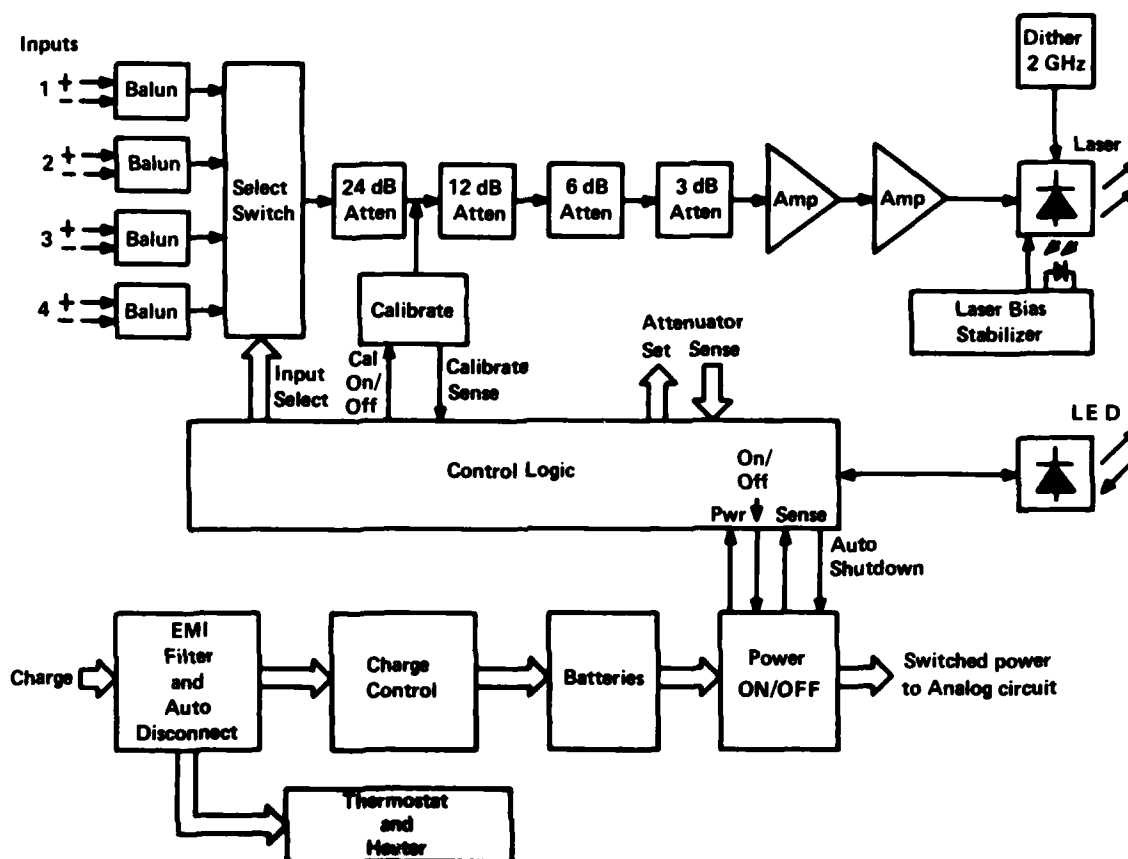 Inputs
1 + −
Balun
2 + −
Balun
3 + −
Balun
4 + −
Balun
Select
Switch
24 dB
Atten
12 dB
Atten
6 dB
Atten
3 dB
Atten
Amp
Amp
Dither
2 GHz
Laser
Laser Bias
Stabilizer
Calibrate
Input
Select
Cal
On/
Off
Calibrate
Sense
Attenuator
Set Sense
Control Logic
On/
Off
Pwr Sense
LED
Auto
Shutdown
Charge
EMI
Filter
and
Auto
Disconnect
Charge
Control
Batteries
Power
ON/OFF
Switched power
to Analog circuit
Thermostat
and
Heater